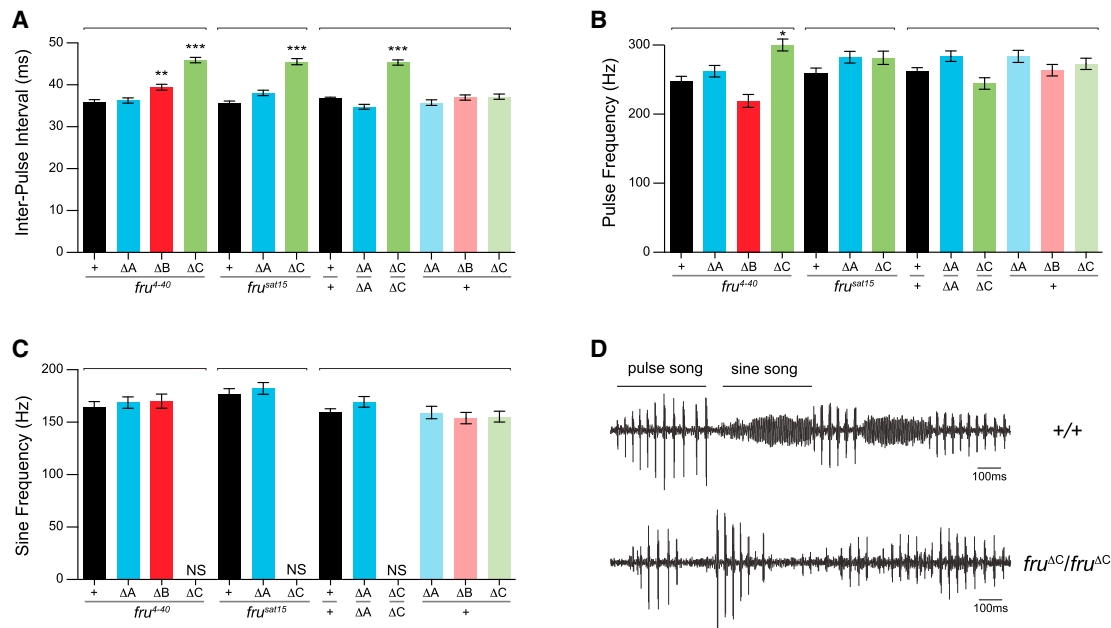 A
Inter-Pulse Interval (ms)
50
40
30
20
10
0
** *** *** ***
+ ΔA ΔB ΔC + ΔA ΔC + ΔA ΔC ΔA ΔB ΔC
fru4-40 frusat15 + ΔA ΔC +
B
Pulse Frequency (Hz)
300
200
100
0
*
+ ΔA ΔB ΔC + ΔA ΔC + ΔA ΔC ΔA ΔB ΔC
fru4-40 frusat15 + ΔA ΔC +
C
Sine Frequency (Hz)
200
150
100
50
0
NS NS NS
+ ΔA ΔB ΔC + ΔA ΔC + ΔA ΔC ΔA ΔB ΔC
fru4-40 frusat15 + ΔA ΔC +
D
pulse song sine song
+/+
100ms
fruΔC/fruΔC
100ms